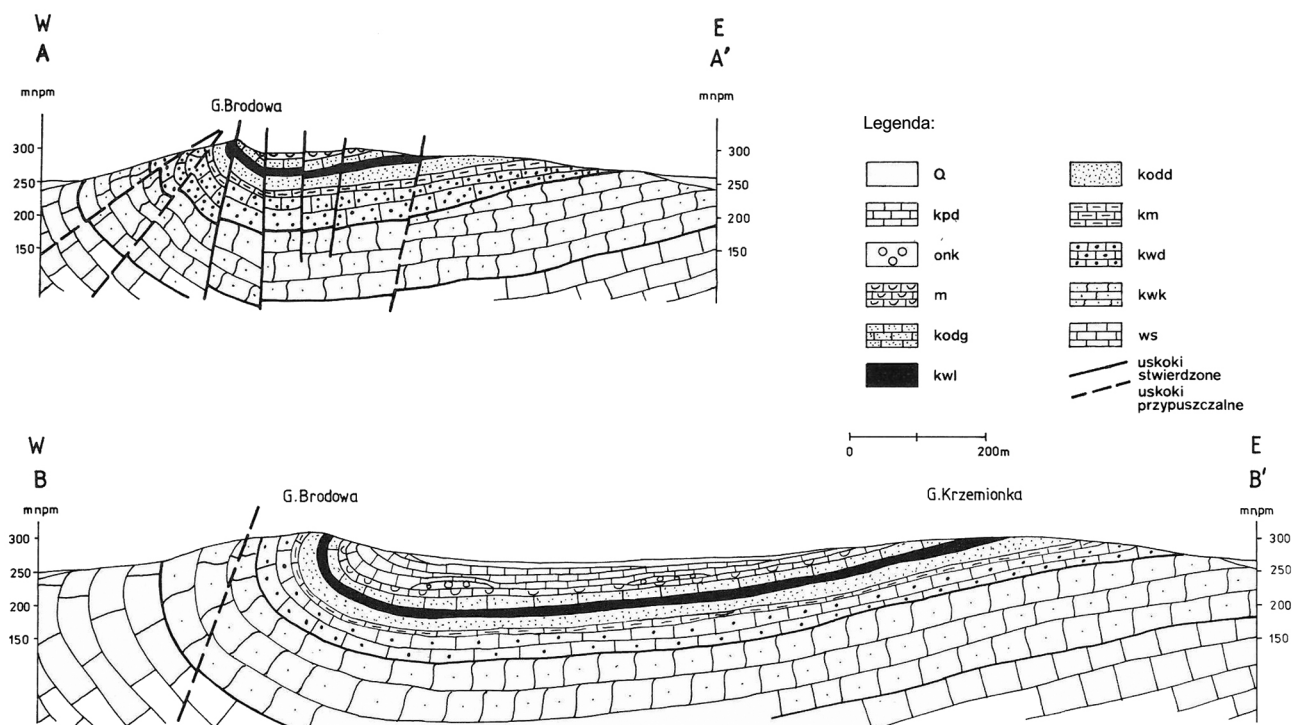 W
A
E
A'
mnpm
mnpm
G.Brodowa
300
250
200
150
300
250
200
150
Legenda:
Q
kpd
onk
m
kodg
kwl
kodd
km
kwd
kwk
ws
uskoki
stwierdzone
uskoki
przypuszczalne
0 200m
W
B
E
B'
G.Brodowa
G.Krzemionka
mnpm
mnpm
300
250
200
150
300
250
200
150